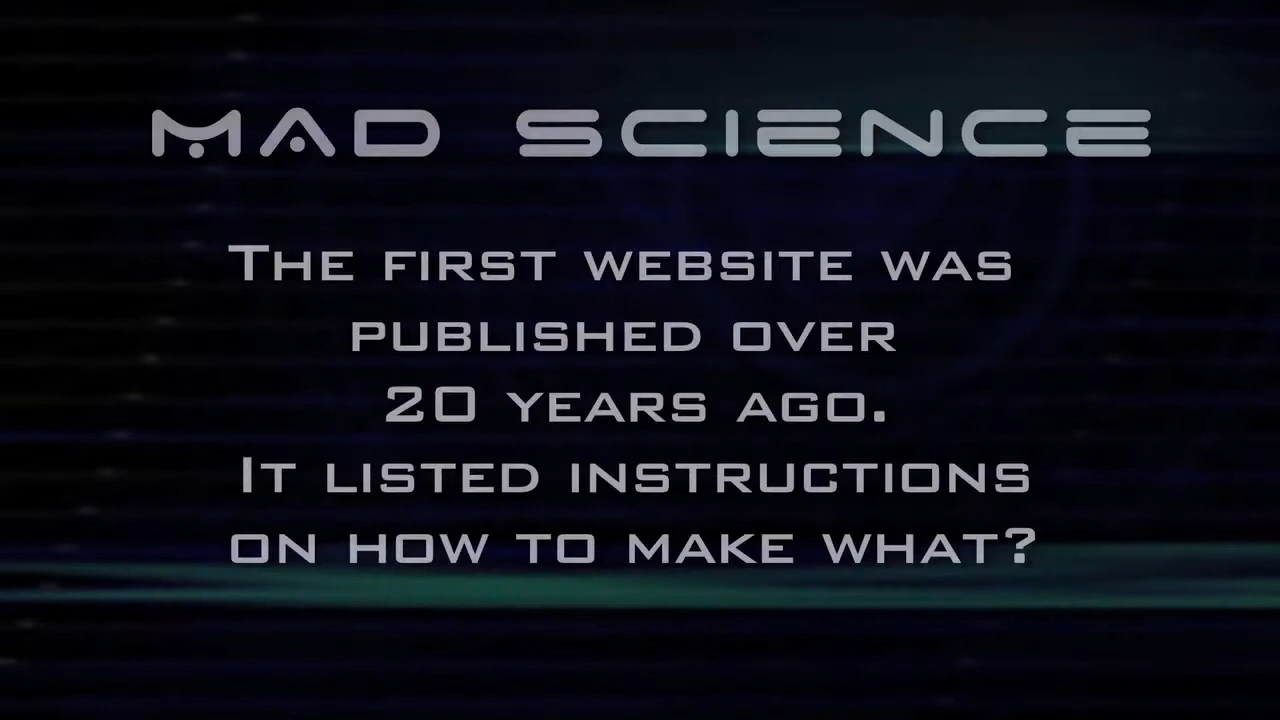 MAD SCIENCE
The first website was
published over
20 years ago.
It listed instructions
on how to make what?